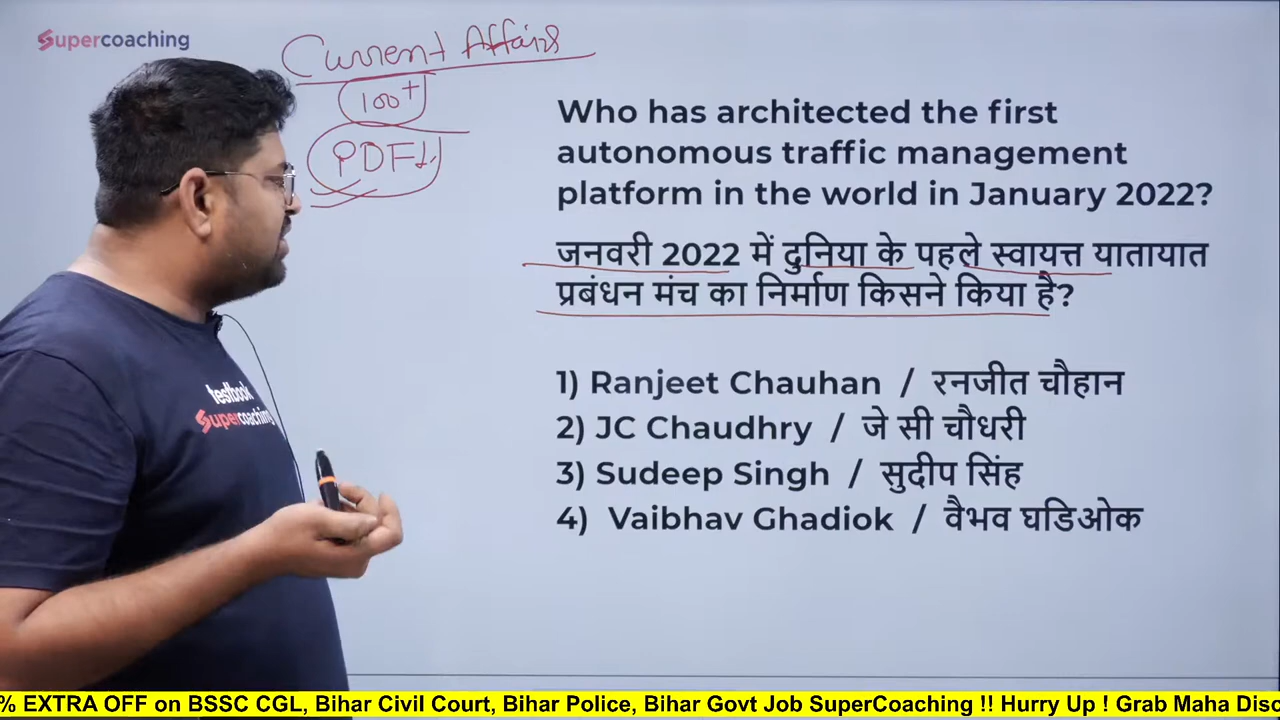 Supercoaching
Current Affairs
100+
PDF
Who has architected the first
autonomous traffic management
platform in the world in January 2022?
जनवरी 2022 में दुनिया के पहले स्वायत्त यातायात
प्रबंधन मंच का निर्माण किसने किया है?
1) Ranjeet Chauhan / रनजीत चौहान
2) JC Chaudhry / जे सी चौधरी
3) Sudeep Singh / सुदीप सिंह
4) Vaibhav Ghadiok / वैभव घडिओक
testbook
Supercoaching
% EXTRA OFF on BSSC CGL, Bihar Civil Court, Bihar Police, Bihar Govt Job SuperCoaching !! Hurry Up ! Grab Maha Disc